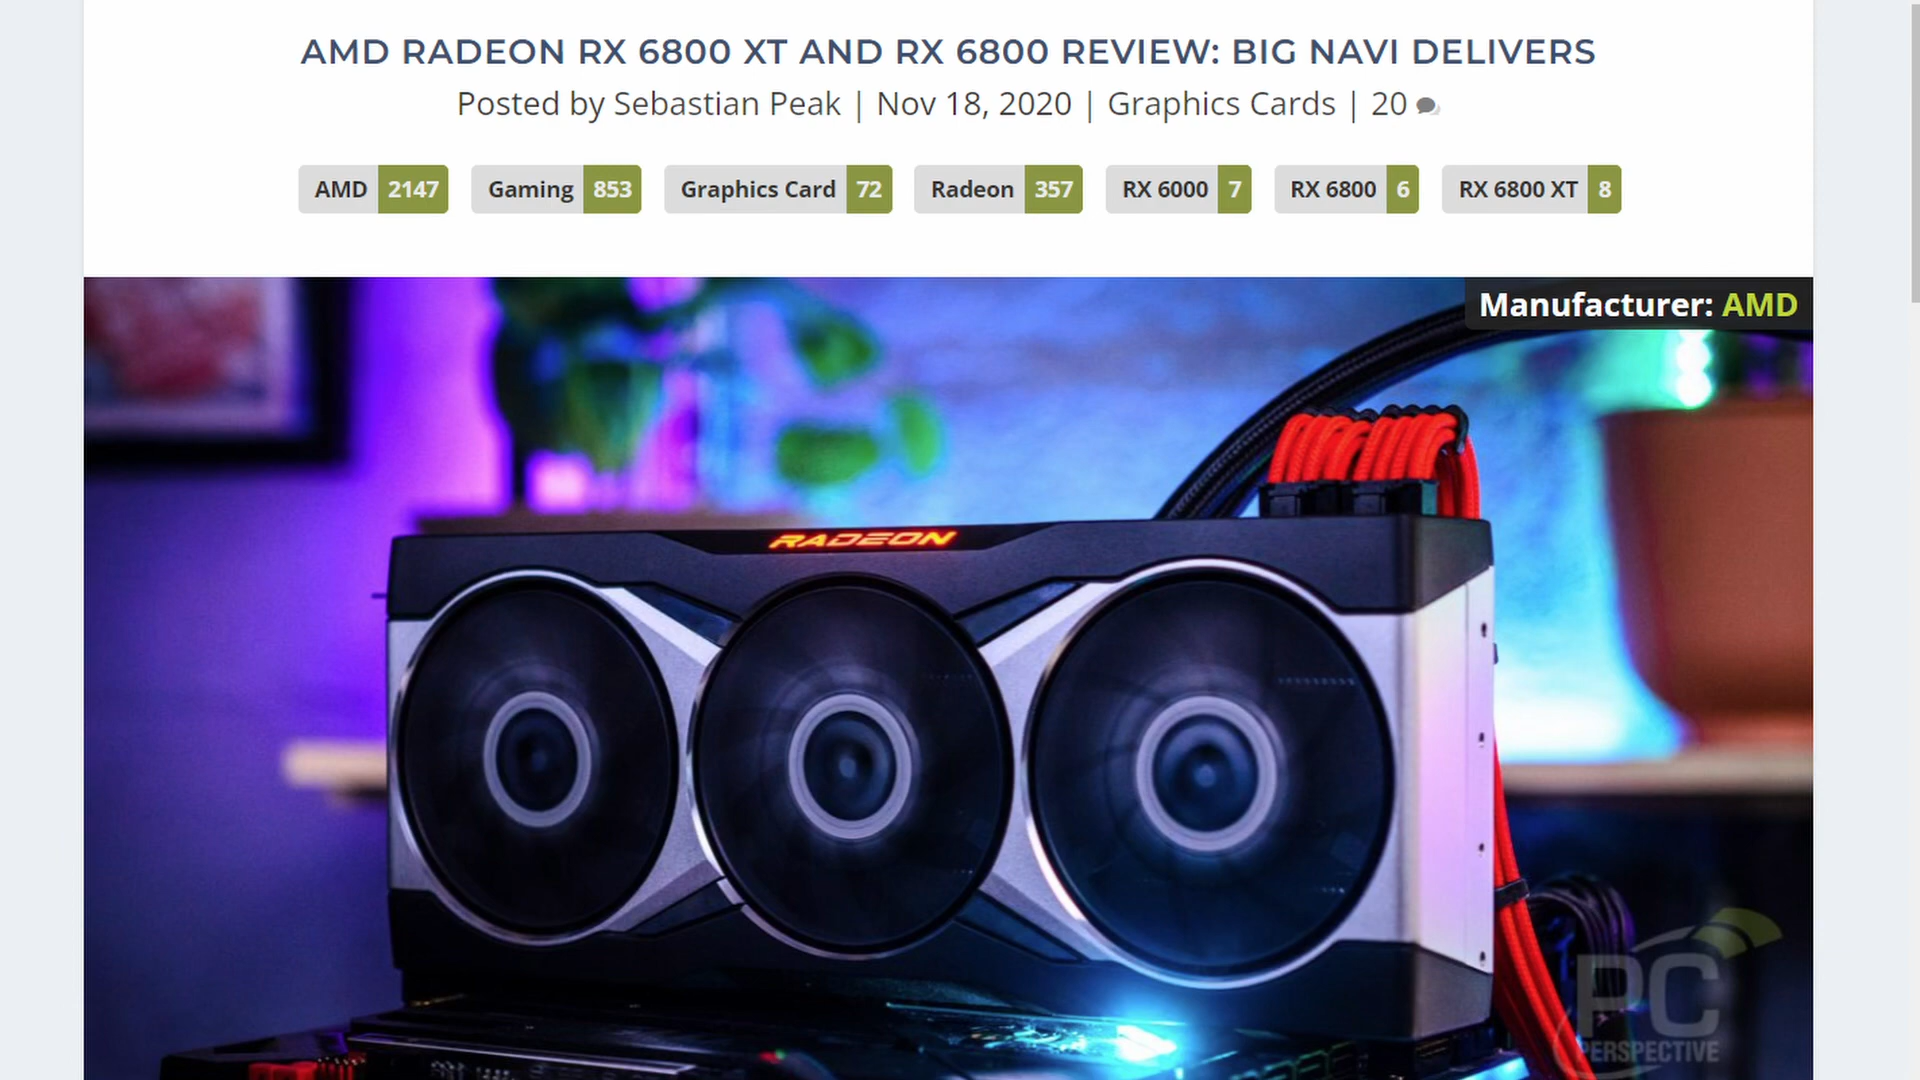 AMD RADEON RX 6800 XT AND RX 6800 REVIEW: BIG NAVI DELIVERS
Posted by Sebastian Peak | Nov 18, 2020 | Graphics Cards | 20
AMD 2147 Gaming 853 Graphics Card 72 Radeon 357 RX 6000 7 RX 6800 6 RX 6800 XT 8
Manufacturer: AMD
RADEON
PC
PERSPECTIVE